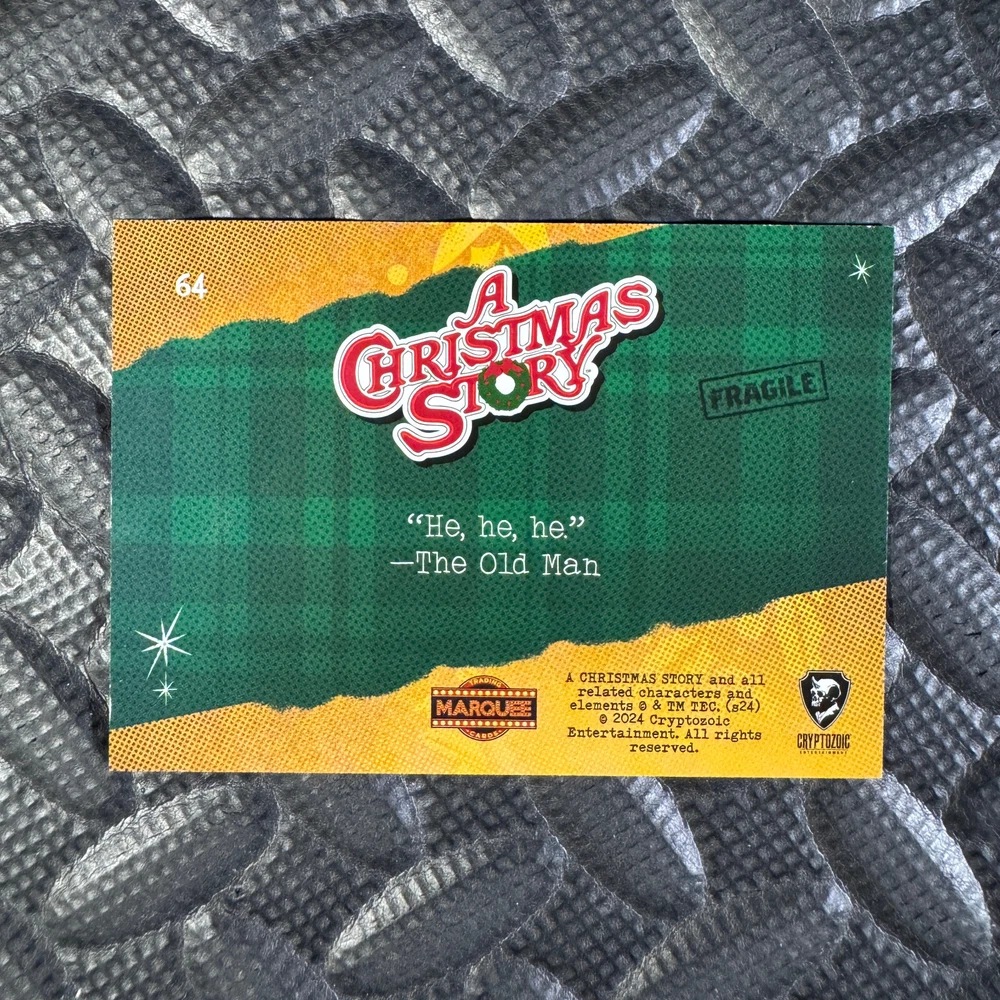 64
A
CHRISTMAS
STORY
FRAGILE
“He, he, he.”
—The Old Man
TRADING
MARQUEE
CARDS
A CHRISTMAS STORY and all
related characters and
elements © & TM TEC. (s24)
© 2024 Cryptozoic
Entertainment. All rights
reserved.
CRYPTOZOIC
ENTERTAINMENT